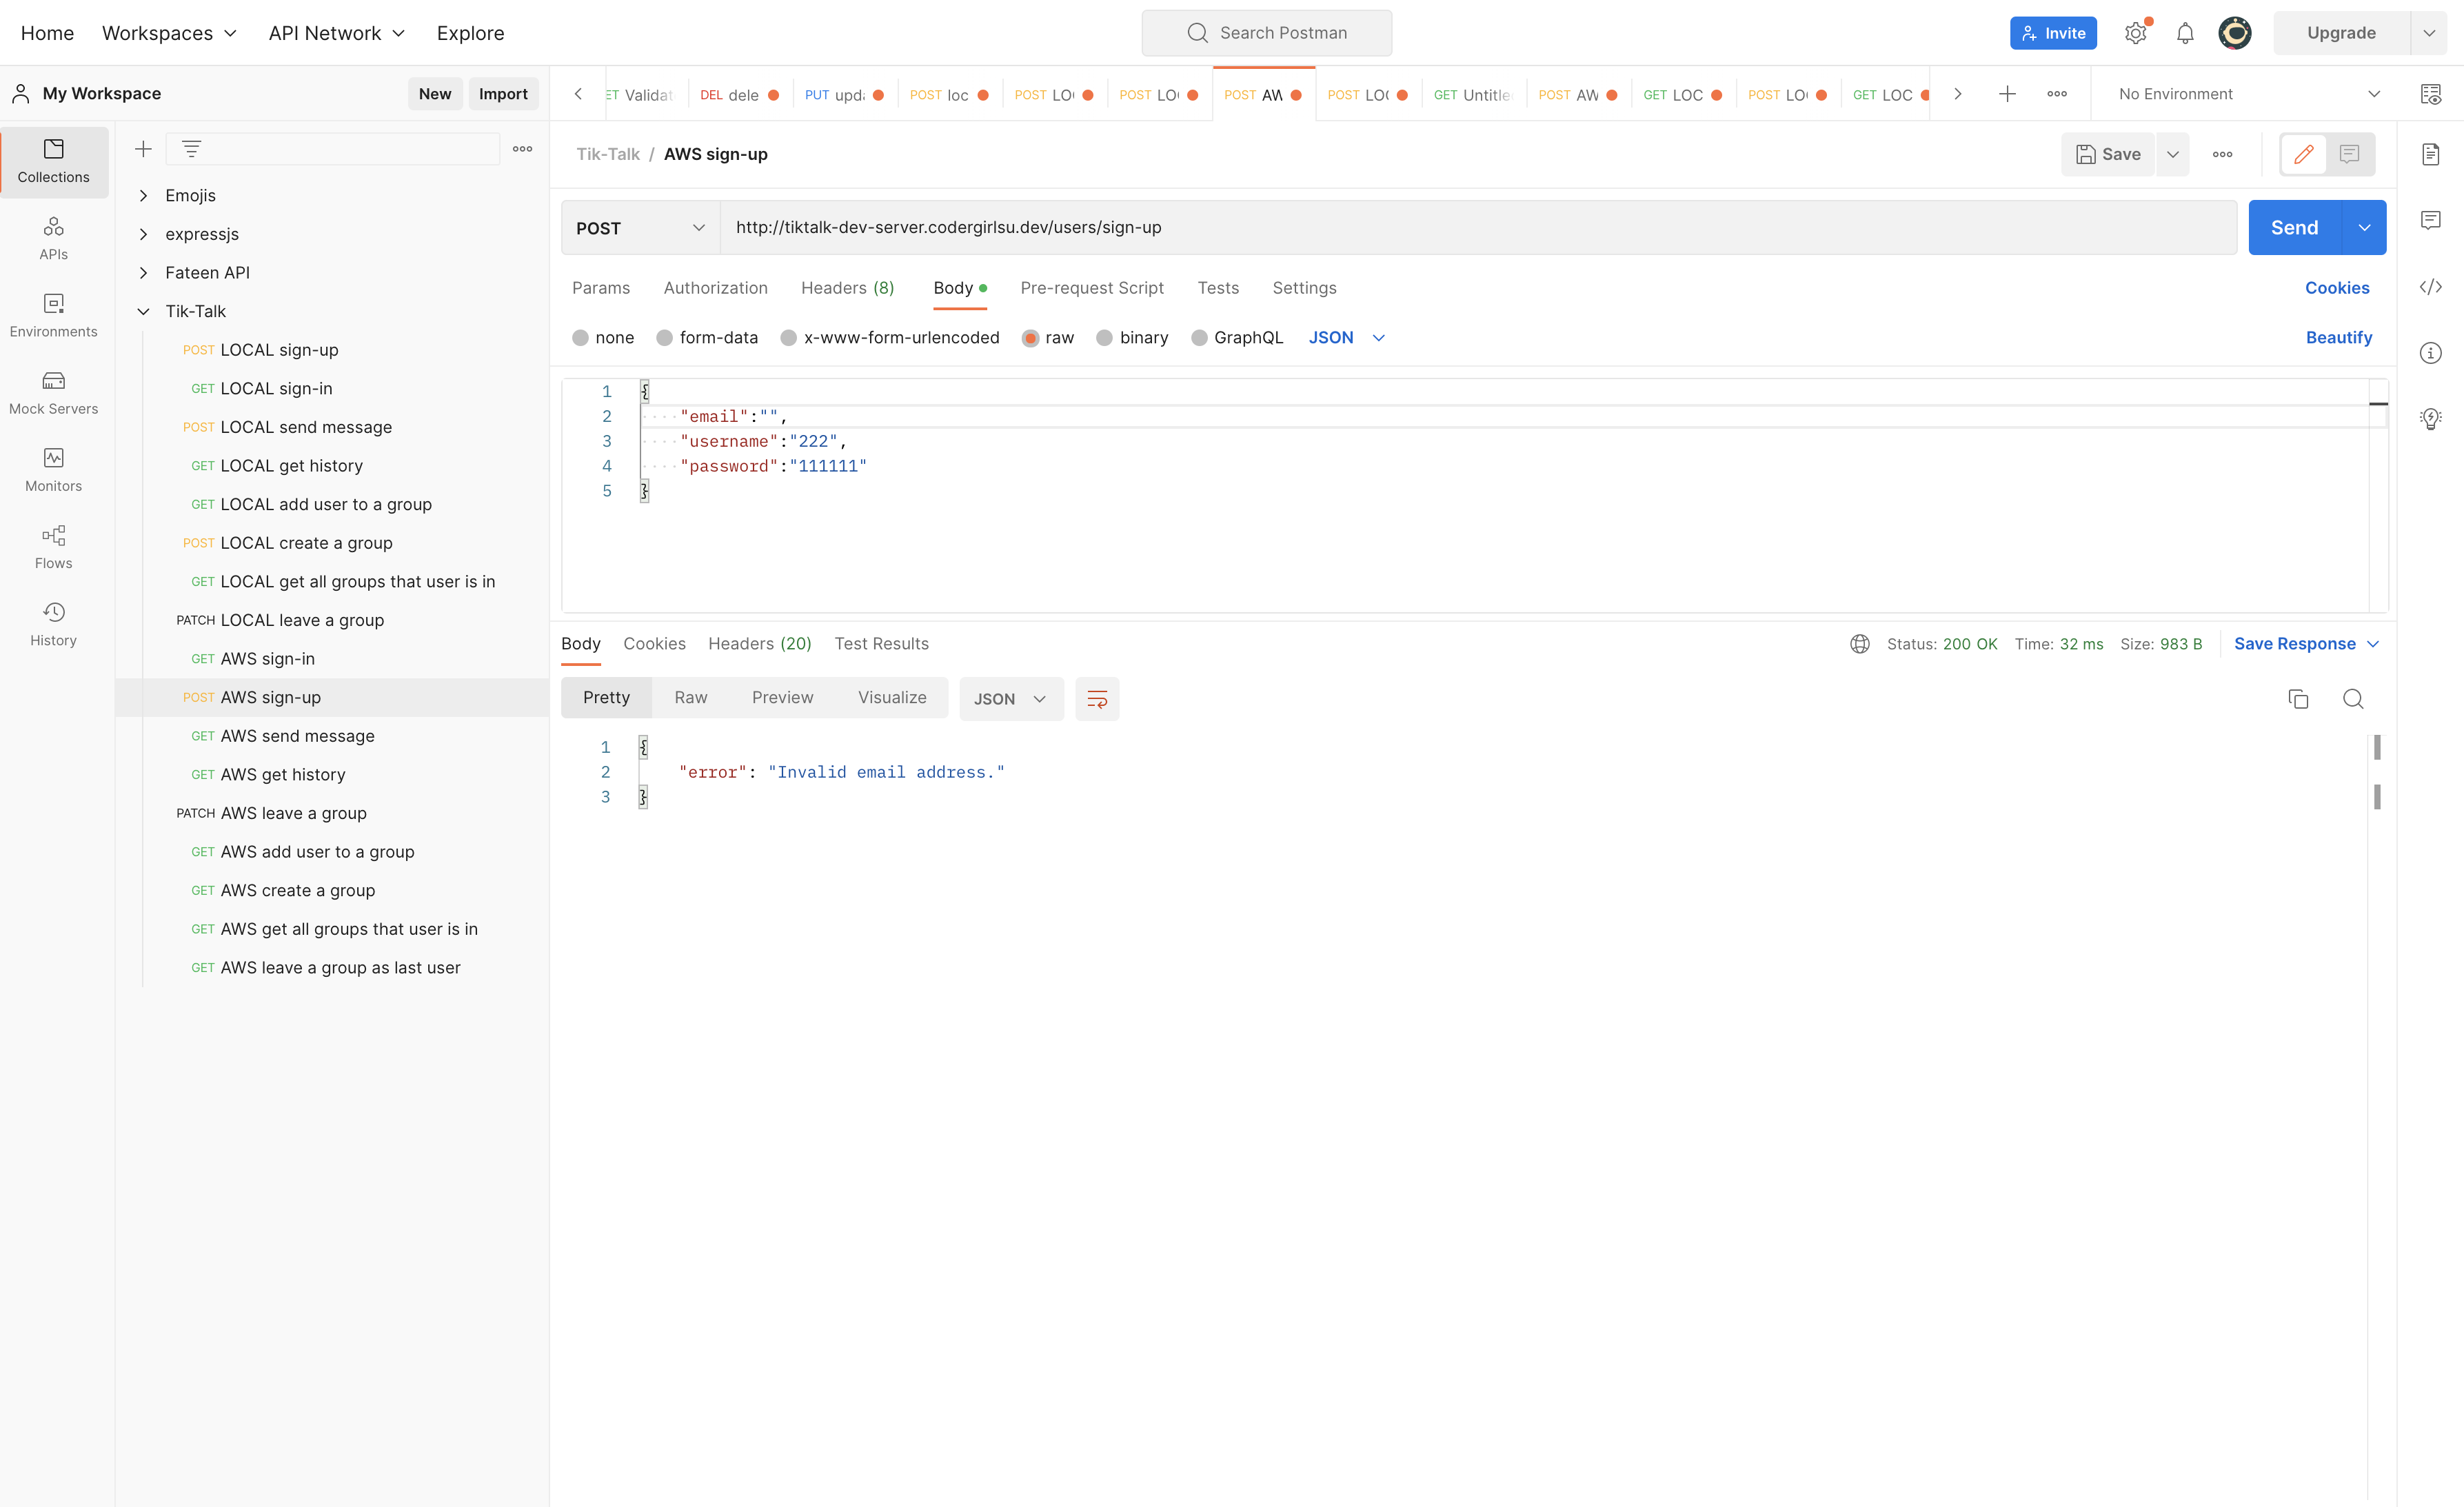 Home Workspaces API Network Explore Search Postman Invite Upgrade
My Workspace New Import
ET Validat DEL dele PUT upd POST loc POST LO POST LO POST AW POST LO GET Untitle POST AW GET LOC POST LO GET LOC No Environment
Collections
APIs
Environments
Mock Servers
Monitors
Flows
History
Emojis
expressjs
Fateen API
Tik-Talk
POST LOCAL sign-up
GET LOCAL sign-in
POST LOCAL send message
GET LOCAL get history
GET LOCAL add user to a group
POST LOCAL create a group
GET LOCAL get all groups that user is in
PATCH LOCAL leave a group
GET AWS sign-in
POST AWS sign-up
GET AWS send message
GET AWS get history
PATCH AWS leave a group
GET AWS add user to a group
GET AWS create a group
GET AWS get all groups that user is in
GET AWS leave a group as last user
Tik-Talk / AWS sign-up Save
POST http://tiktalk-dev-server.codergirlsu.dev/users/sign-up Send
Params Authorization Headers (8) Body Pre-request Script Tests Settings Cookies
none form-data x-www-form-urlencoded raw binary GraphQL JSON Beautify
1 {
2 "email":"",
3 "username":"222",
4 "password":"111111"
5 }
Body Cookies Headers (20) Test Results Status: 200 OK Time: 32 ms Size: 983 B Save Response
Pretty Raw Preview Visualize JSON
1 {
2 "error": "Invalid email address."
3 }